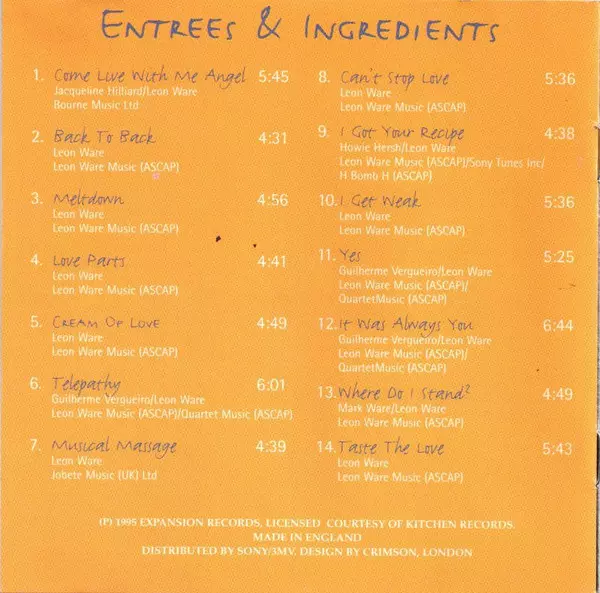 ENTREES & INGREDIENTS
1. Come Live With Me Angel 5:45
Jacqueline Hilliard/Leon Ware
Bourne Music Ltd
2. Back To Back 4:31
Leon Ware
Leon Ware Music (ASCAP)
3. Meltdown 4:56
Leon Ware
Leon Ware Music (ASCAP)
4. Love Parts 4:41
Leon Ware
Leon Ware Music (ASCAP)
5. CREAM OF LOVE 4:49
Leon Ware
Leon Ware Music (ASCAP)
6. Telepathy 6:01
Guilherme Vergueiro/Leon Ware
Leon Ware Music (ASCAP)/Quartet Music (ASCAP)
7. Musical Massage 4:39
Leon Ware
Jobete Music (UK) Ltd
8. Can't Stop Love 5:36
Leon Ware
Leon Ware Music (ASCAP)
9. I Got Your Recipe 4:38
Howie Hersh/Leon Ware
Leon Ware Music (ASCAP)/Sony Tunes Inc/
H Bomb H (ASCAP)
10. I Get Weak 5:36
Leon Ware
Leon Ware Music (ASCAP)
11. Yes 5:25
Guilherme Vergueiro/Leon Ware
Leon Ware Music (ASCAP)/
QuartetMusic (ASCAP)
12. It Was Always You 6:44
Guilherme Vergueiro/Leon Ware
Leon Ware Music (ASCAP)/
QuartetMusic (ASCAP)
13. Where Do I Stand? 4:49
Mark Ware/Leon Ware
Leon Ware Music (ASCAP)
14. Taste The Love 5:43
Leon Ware
Leon Ware Music (ASCAP)
(P) 1995 EXPANSION RECORDS, LICENSED COURTESY OF KITCHEN RECORDS.
MADE IN ENGLAND
DISTRIBUTED BY SONY/3MV. DESIGN BY CRIMSON, LONDON